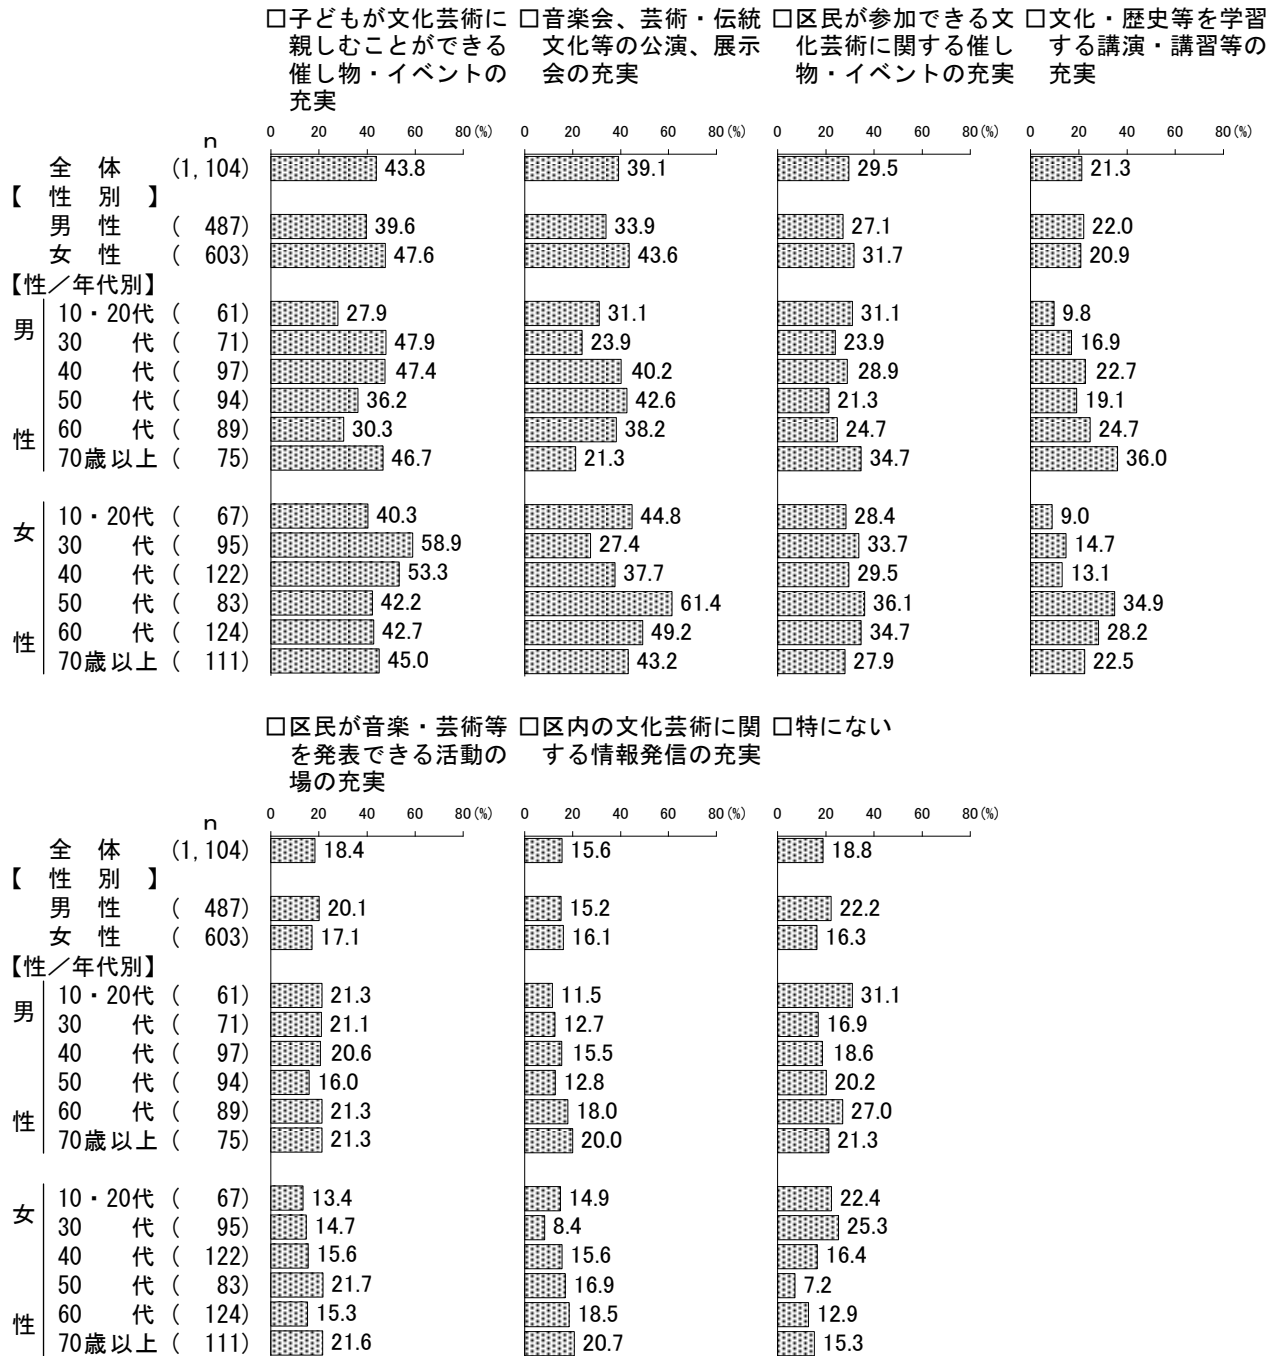 □子どもが文化芸術に
親しむことができる
催し物・イベントの
充実
□音楽会、芸術・伝統
文化等の公演、展示
会の充実
□区民が参加できる文
化芸術に関する催し
物・イベントの充実
□文化・歴史等を学習
する講演・講習等の
充実
n 0 20 40 60 80(%) 0 20 40 60 80(%) 0 20 40 60 80(%) 0 20 40 60 80(%)
全体 (1,104) 43.8 39.1 29.5 21.3
【性別】
男性 (487) 39.6 33.9 27.1 22.0
女性 (603) 47.6 43.6 31.7 20.9
【性/年代別】
男性
10・20代 (61) 27.9 31.1 31.1 9.8
30代 (71) 47.9 23.9 23.9 16.9
40代 (97) 47.4 40.2 28.9 22.7
50代 (94) 36.2 42.6 21.3 19.1
60代 (89) 30.3 38.2 24.7 24.7
70歳以上 (75) 46.7 21.3 34.7 36.0
女性
10・20代 (67) 40.3 44.8 28.4 9.0
30代 (95) 58.9 27.4 33.7 14.7
40代 (122) 53.3 37.7 29.5 13.1
50代 (83) 42.2 61.4 36.1 34.9
60代 (124) 42.7 49.2 34.7 28.2
70歳以上 (111) 45.0 43.2 27.9 22.5
□区民が音楽・芸術等
を発表できる活動の
場の充実
□区内の文化芸術に関
する情報発信の充実
□特にない
n 0 20 40 60 80(%) 0 20 40 60 80(%) 0 20 40 60 80(%)
全体 (1,104) 18.4 15.6 18.8
【性別】
男性 (487) 20.1 15.2 22.2
女性 (603) 17.1 16.1 16.3
【性/年代別】
男性
10・20代 (61) 21.3 11.5 31.1
30代 (71) 21.1 12.7 16.9
40代 (97) 20.6 15.5 18.6
50代 (94) 16.0 12.8 20.2
60代 (89) 21.3 18.0 27.0
70歳以上 (75) 21.3 20.0 21.3
女性
10・20代 (67) 13.4 14.9 22.4
30代 (95) 14.7 8.4 25.3
40代 (122) 15.6 15.6 16.4
50代 (83) 21.7 16.9 7.2
60代 (124) 15.3 18.5 12.9
70歳以上 (111) 21.6 20.7 15.3